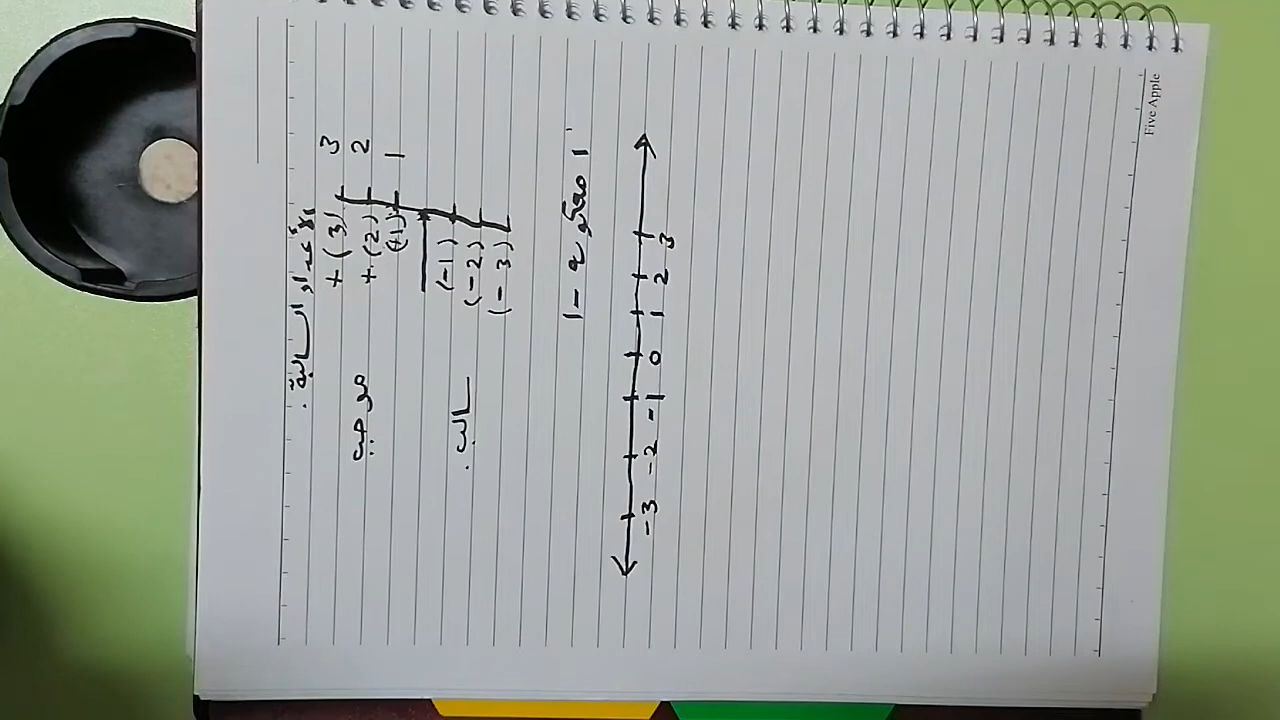 الأعداد السالبة :
+ (3) 3
موجب + (2) 2
(+1) 1
(-1)
سالب (-2)
(-3)
1 معكوسه -1
-3 -2 -1 0 1 2 3
Five Apple